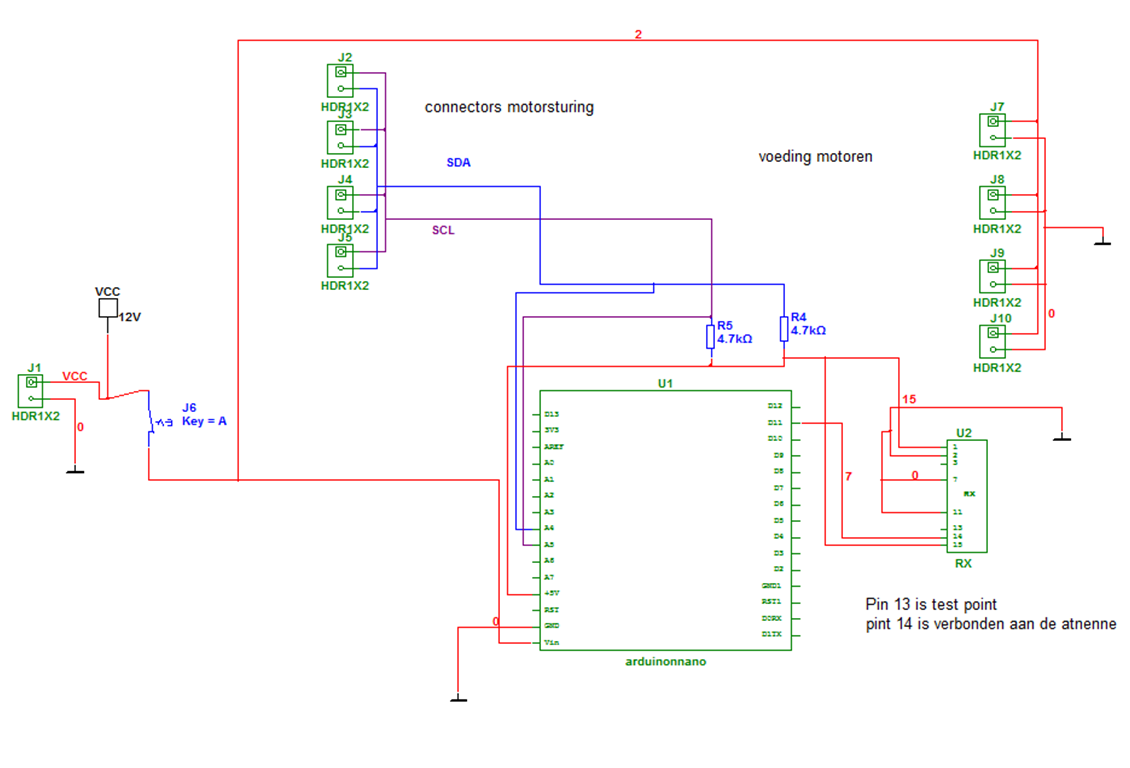 2
J2
HDR1X2
J3
HDR1X2
J4
HDR1X2
J5
HDR1X2
connectors motorsturing
SDA
SCL
voeding motoren
J7
HDR1X2
J8
HDR1X2
J9
HDR1X2
J10
HDR1X2
0
VCC
12V
J1
VCC
HDR1X2
0
J6
Key = A
R5
4.7kΩ
R4
4.7kΩ
U1
D13
3V3
AREF
A0
A1
A2
A3
A4
A5
A6
A7
+5V
RST
GND
Vin
0
D12
D11
D10
D9
D8
D7
D6
D5
D4
D3
D2
GND1
RST1
D0RX
D1TX
arduinonnano
7
15
0
U2
1
2
3
7
11
13
14
15
RX
RX
Pin 13 is test point
pint 14 is verbonden aan de atnenne